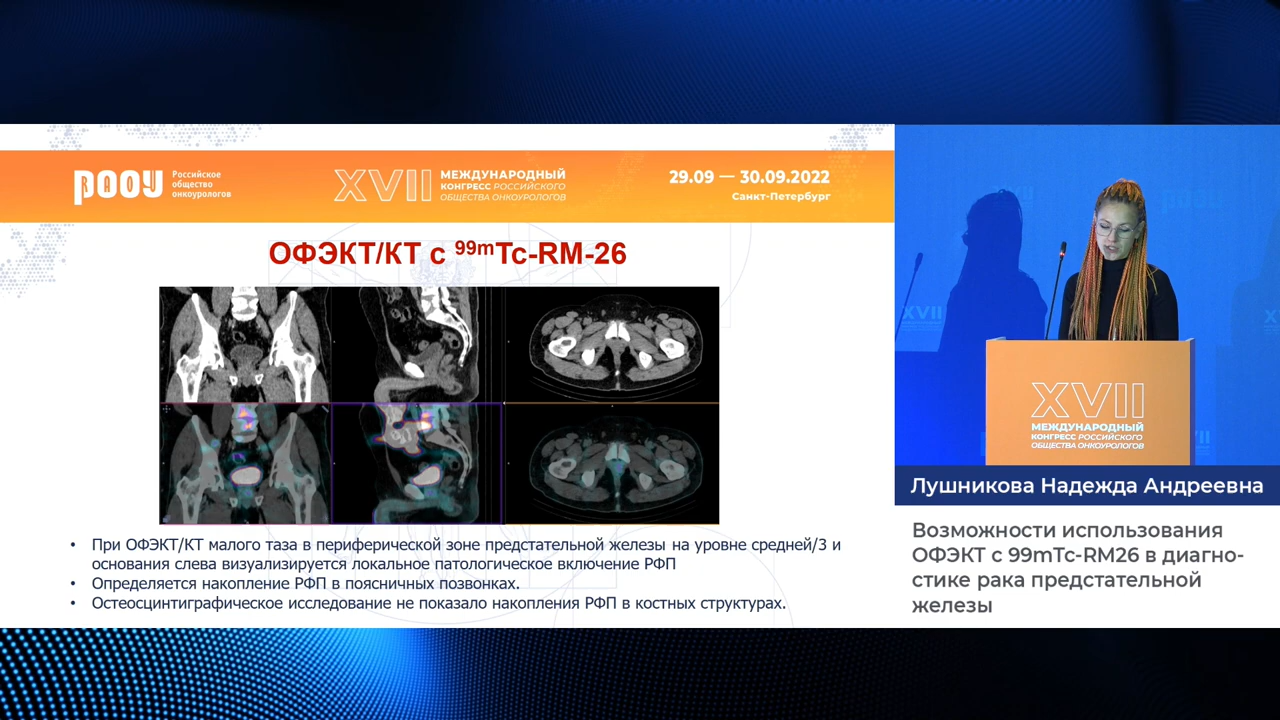 РООУ
Российское
общество
онкоурологов
XVII
МЕЖДУНАРОДНЫЙ
КОНГРЕСС РОССИЙСКОГО
ОБЩЕСТВА ОНКОУРОЛОГОВ
29.09 — 30.09.2022
Санкт-Петербург
ОФЭКТ/КТ с 99mTc-RM-26
• При ОФЭКТ/КТ малого таза в периферической зоне предстательной железы на уровне средней/3 и
основания слева визуализируется локальное патологическое включение РФП
• Определяется накопление РФП в поясничных позвонках.
• Остеосцинтиграфическое исследование не показало накопления РФП в костных структурах.
XVII
XVII
МЕЖДУНАРОДНЫЙ
КОНГРЕСС РОССИЙСКОГО
ОБЩЕСТВА ОНКОУРОЛОГОВ
Лушникова Надежда Андреевна
Возможности использования
ОФЭКТ с 99mTc-RM26 в диагно-
стике рака предстательной
железы